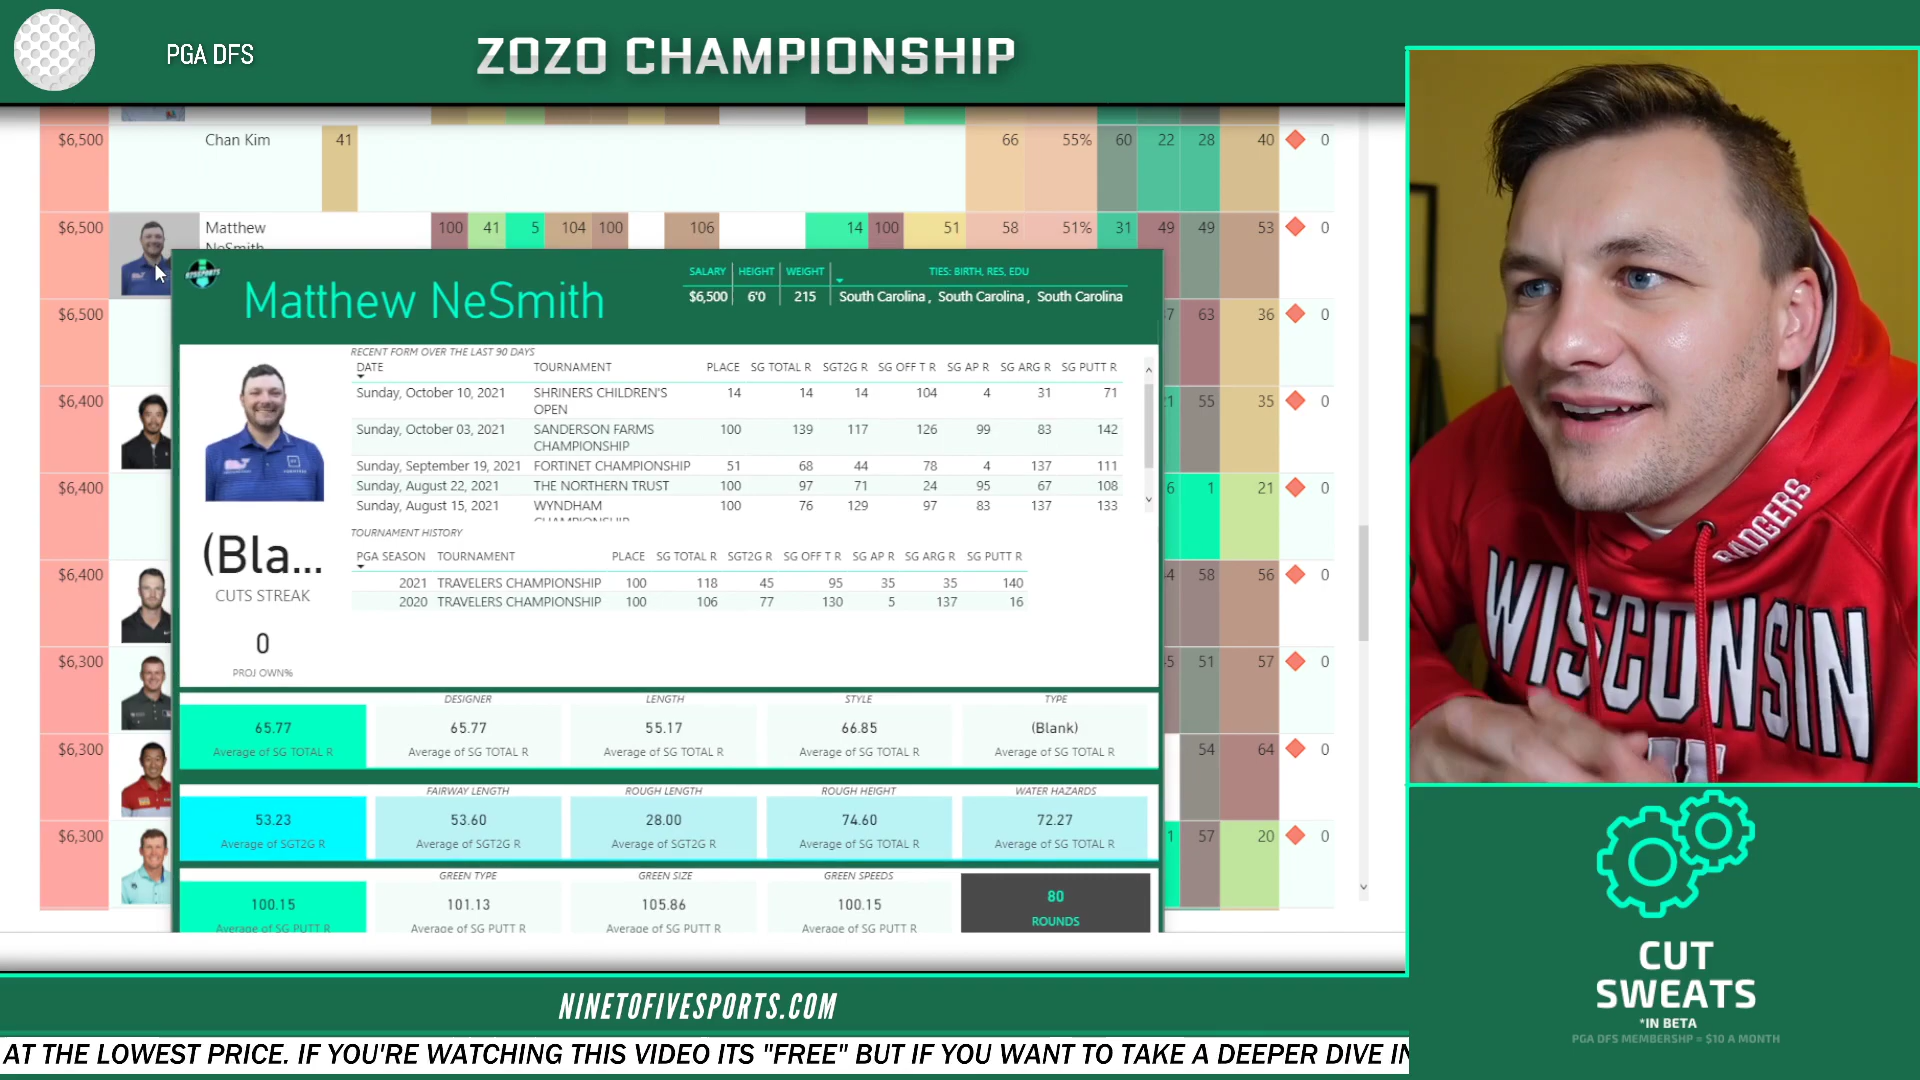 PGA DFS
ZOZO CHAMPIONSHIP
$6,500 Chan Kim 41 66 55% 60 22 28 40 0
$6,500 Matthew 100 41 5 104 100 106 14 100 51 58 51% 31 49 49 53 0
NeSmith
Matthew NeSmith
SALARY HEIGHT WEIGHT TIES: BIRTH, RES, EDU
$6,500 6'0 215 South Carolina , South Carolina , South Carolina
RECENT FORM OVER THE LAST 90 DAYS
DATE TOURNAMENT PLACE SG TOTAL R SGT2G R SG OFF T R SG AP R SG ARG R SG PUTT R
Sunday, October 10, 2021 SHRINERS CHILDREN'S 14 14 14 104 4 31 71
OPEN
Sunday, October 03, 2021 SANDERSON FARMS 100 139 117 126 99 83 142
CHAMPIONSHIP
Sunday, September 19, 2021 FORTINET CHAMPIONSHIP 51 68 44 78 4 137 111
Sunday, August 22, 2021 THE NORTHERN TRUST 100 97 71 24 95 67 108
Sunday, August 15, 2021 WYNDHAM 100 76 129 97 83 137 133
TOURNAMENT HISTORY
PGA SEASON TOURNAMENT PLACE SG TOTAL R SGT2G R SG OFF T R SG AP R SG ARG R SG PUTT R
2021 TRAVELERS CHAMPIONSHIP 100 118 45 95 35 35 140
2020 TRAVELERS CHAMPIONSHIP 100 106 77 130 5 137 16
(Bla...
CUTS STREAK
0
PROJ OWN%
DESIGNER LENGTH STYLE TYPE
65.77 65.77 55.17 66.85 (Blank)
Average of SG TOTAL R Average of SG TOTAL R Average of SG TOTAL R Average of SG TOTAL R Average of SG TOTAL R
FAIRWAY LENGTH ROUGH LENGTH ROUGH HEIGHT WATER HAZARDS
53.23 53.60 28.00 74.60 72.27
Average of SGT2G R Average of SGT2G R Average of SGT2G R Average of SG TOTAL R Average of SG TOTAL R
GREEN TYPE GREEN SIZE GREEN SPEEDS
100.15 101.13 105.86 100.15 80
Average of SG PUTT R Average of SG PUTT R Average of SG PUTT R Average of SG PUTT R ROUNDS
$6,500 63 36 0
$6,400 55 35 0
$6,400 6 1 21 0
$6,400 58 56 0
$6,300 51 57 0
$6,300 54 64 0
$6,300 1 57 20 0
BADGERS
WISCONSIN
CUT
SWEATS
*IN BETA
PGA DFS MEMBERSHP = $10 A MONTH
NINETOFIVESPORTS.COM
AT THE LOWEST PRICE. IF YOU'RE WATCHING THIS VIDEO ITS "FREE" BUT IF YOU WANT TO TAKE A DEEPER DIVE IN